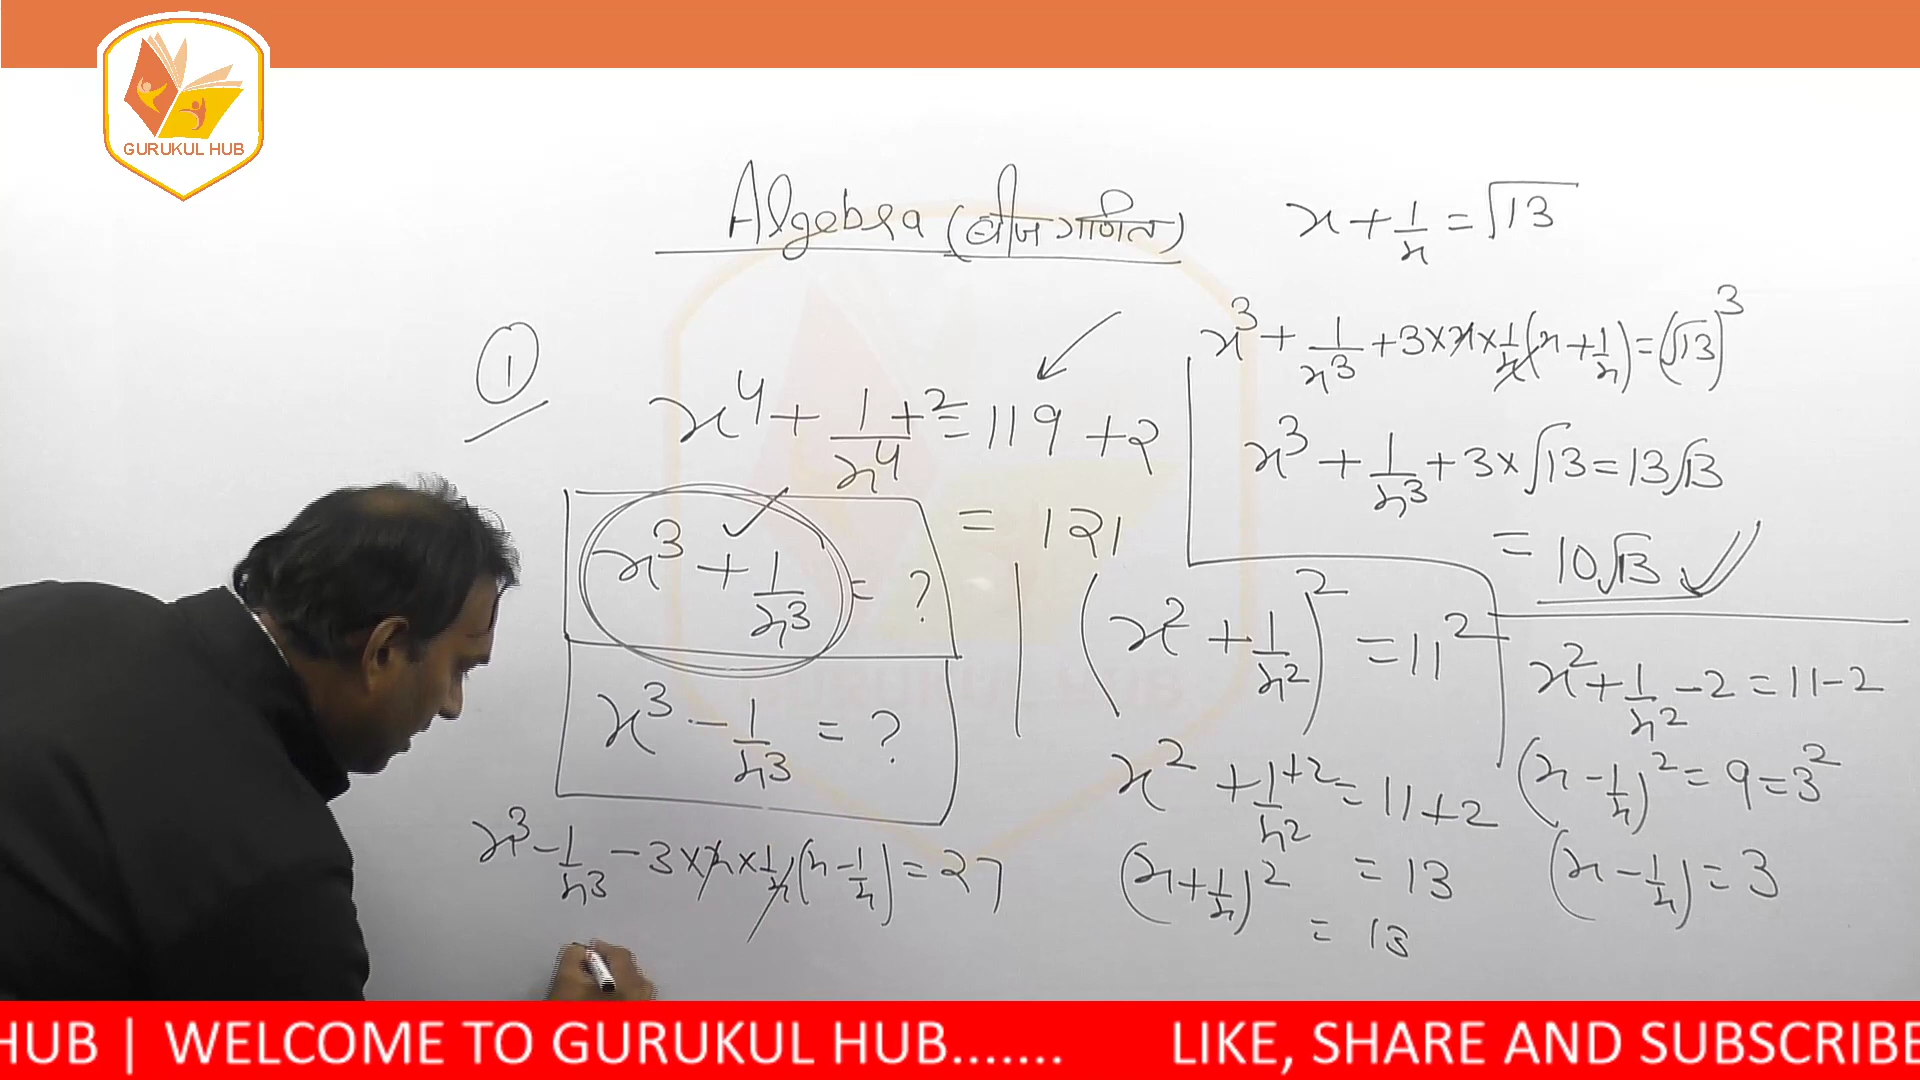 GURUKUL HUB
Algebra (बीजगणित)
x + 1/x = √13
1
x³ + 1/x³ + 3 × x × 1/x (x + 1/x) = (√13)³
x⁴ + 1/x⁴ + 2 = 119 + 2
x³ + 1/x³ + 3 × √13 = 13√13
= 121
= 10√13
x³ + 1/x³ = ?
(x² + 1/x²)² = 11²
x² + 1/x² - 2 = 11 - 2
x³ - 1/x³ = ?
x² + 1/x² + 2 = 11 + 2
(x - 1/x)² = 9 = 3²
x³ - 1/x³ - 3 × x × 1/x (x - 1/x) = 27
(x + 1/x)² = 13
(x - 1/x) = 3
= 13
HUB | WELCOME TO GURUKUL HUB....... LIKE, SHARE AND SUBSCRIBE